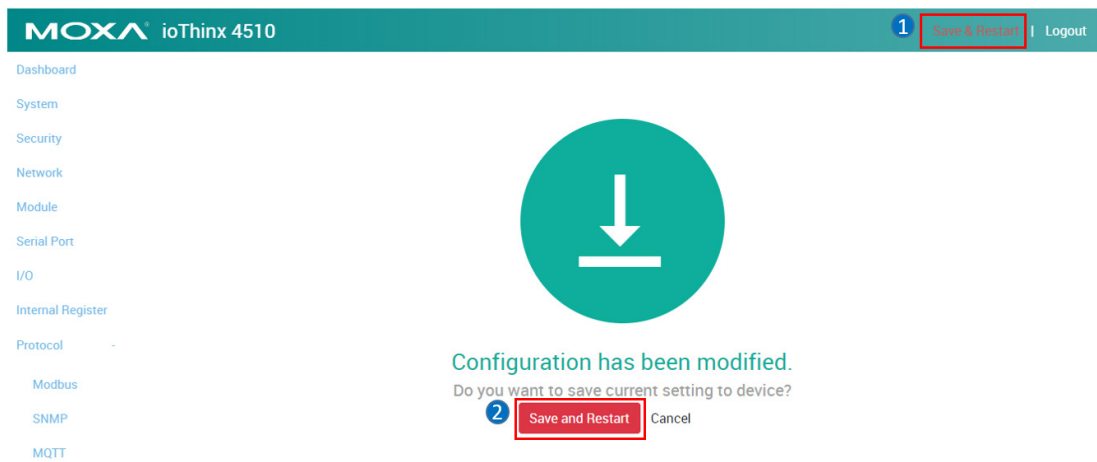 MOXA® ioThinx 4510
1 Save & Restart | Logout
Dashboard
System
Security
Network
Module
Serial Port
I/O
Internal Register
Protocol -
Modbus
SNMP
MQTT
Configuration has been modified.
Do you want to save current setting to device?
2 Save and Restart Cancel